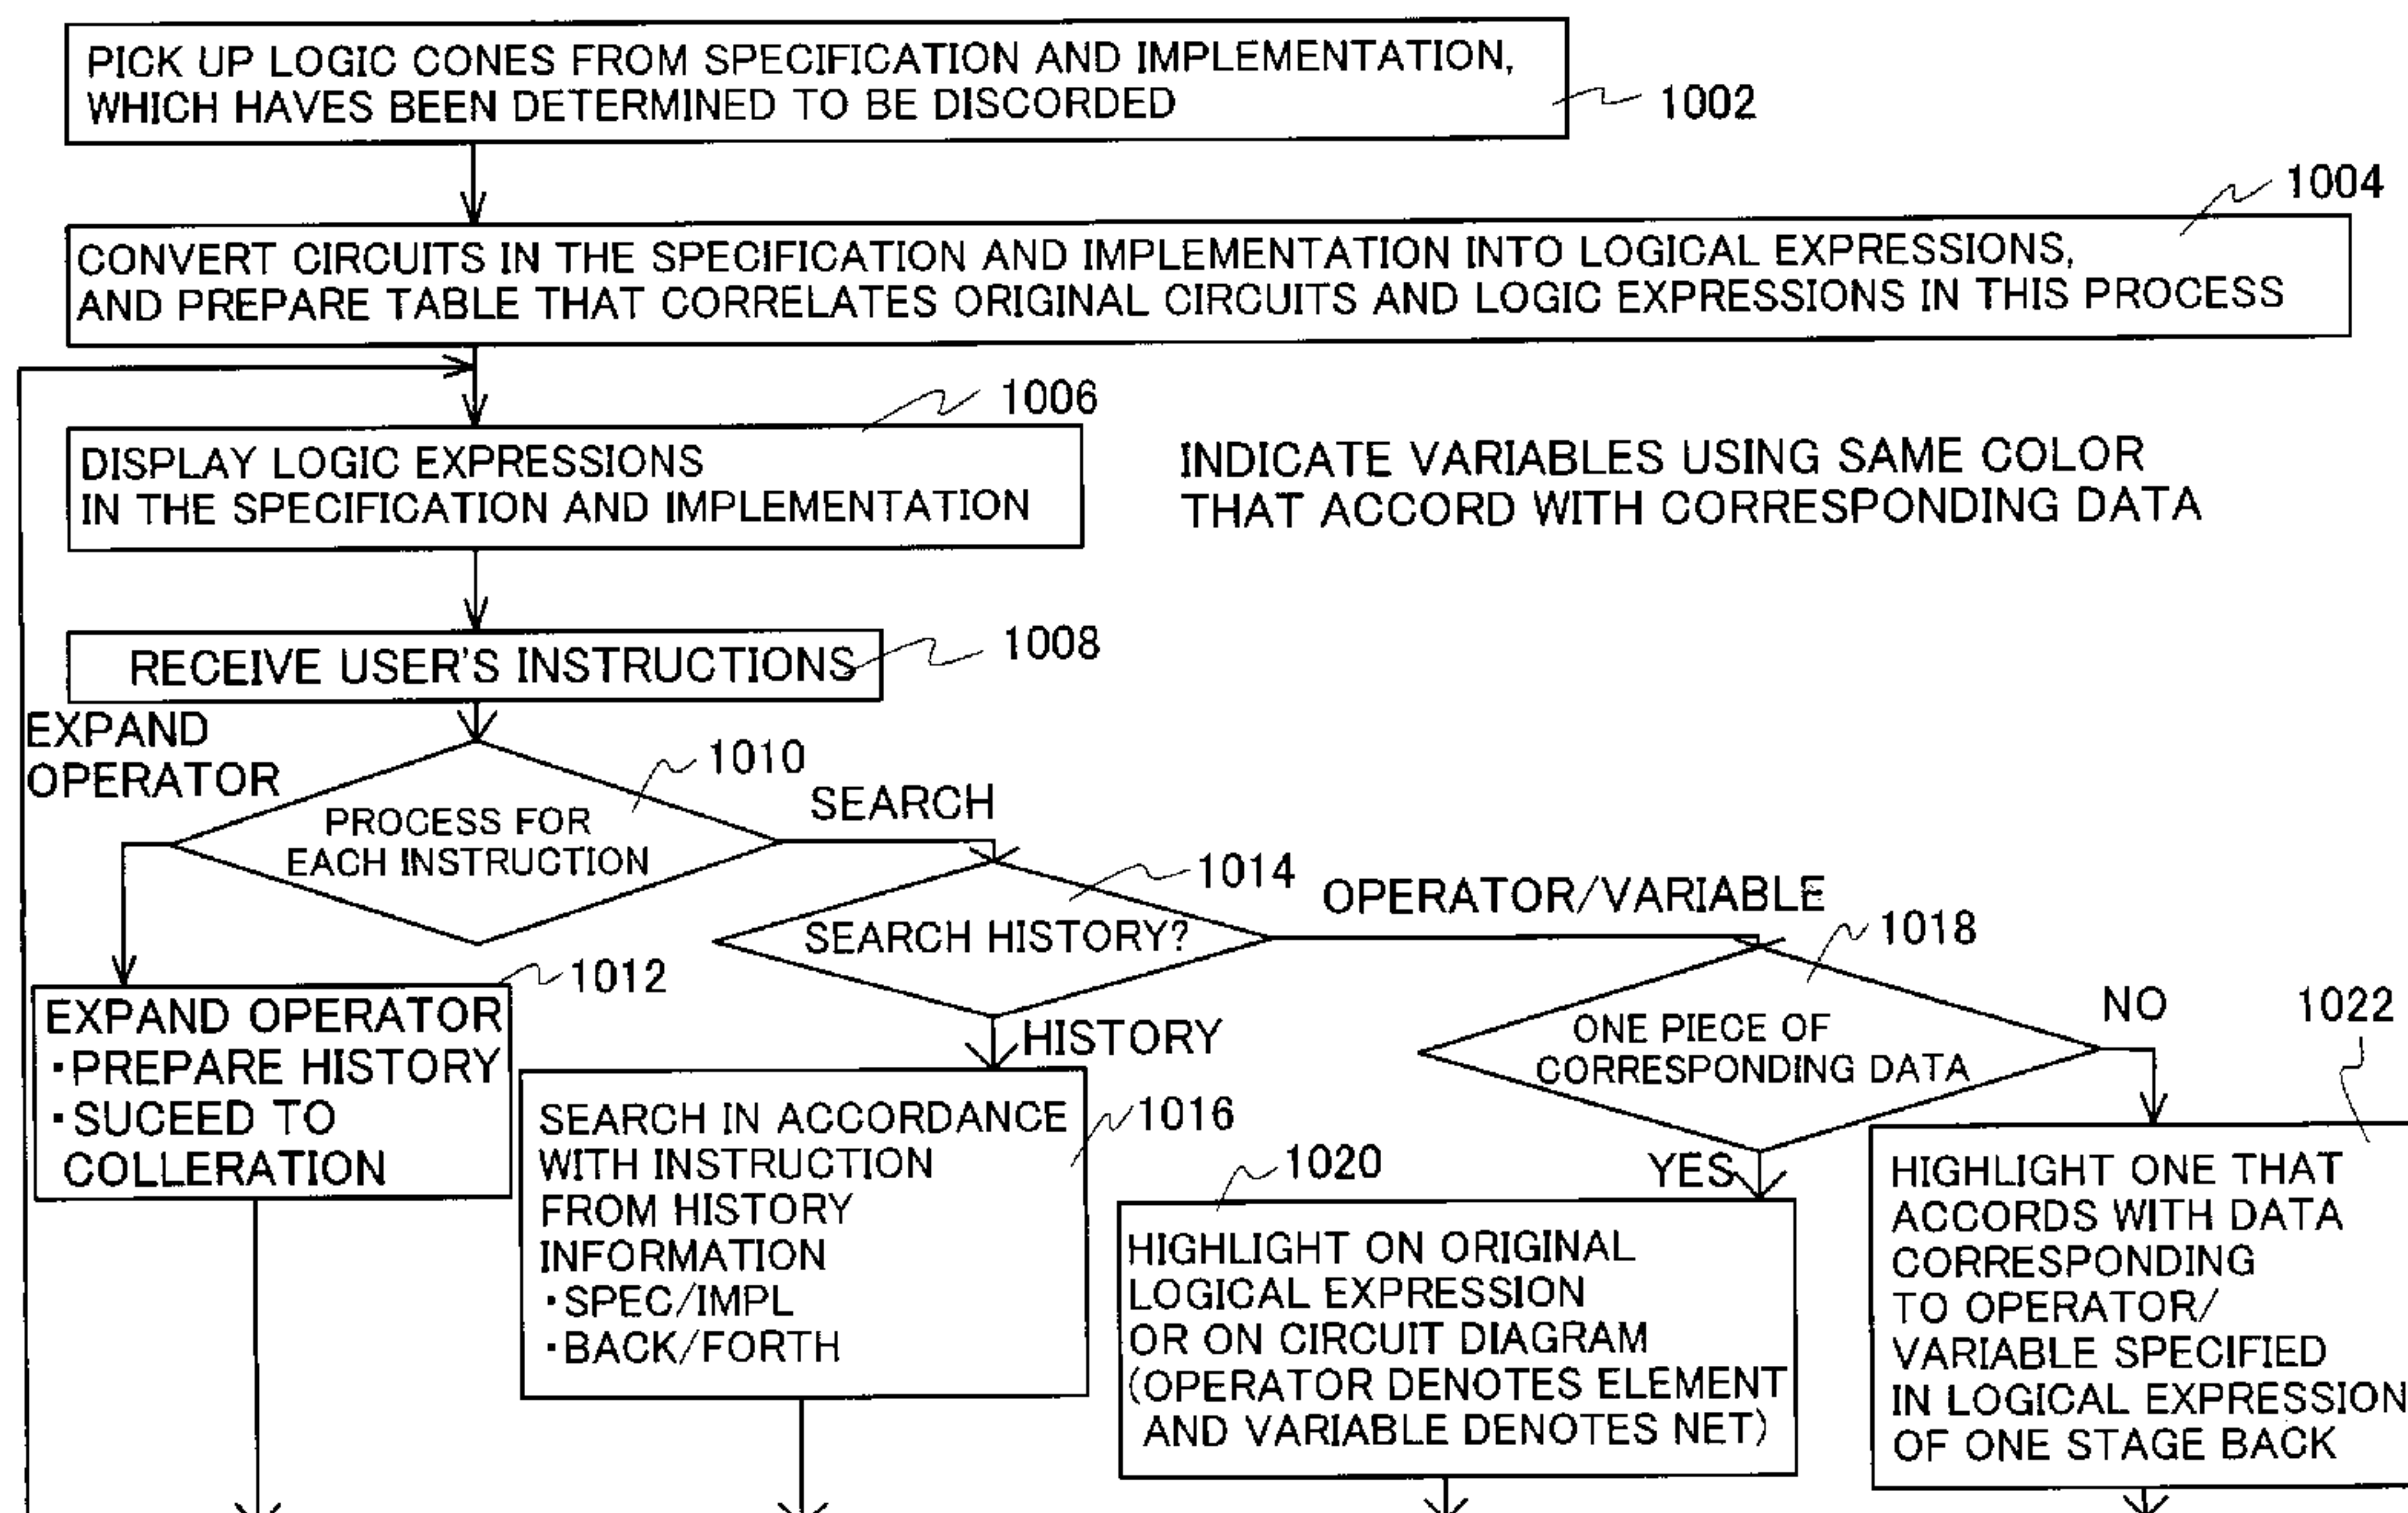 PICK UP LOGIC CONES FROM SPECIFICATION AND IMPLEMENTATION,
WHICH HAVES BEEN DETERMINED TO BE DISCORDED
1002
1004
CONVERT CIRCUITS IN THE SPECIFICATION AND IMPLEMENTATION INTO LOGICAL EXPRESSIONS,
AND PREPARE TABLE THAT CORRELATES ORIGINAL CIRCUITS AND LOGIC EXPRESSIONS IN THIS PROCESS
1006
DISPLAY LOGIC EXPRESSIONS
IN THE SPECIFICATION AND IMPLEMENTATION
INDICATE VARIABLES USING SAME COLOR
THAT ACCORD WITH CORRESPONDING DATA
RECEIVE USER'S INSTRUCTIONS
1008
EXPAND
OPERATOR
1010
PROCESS FOR
EACH INSTRUCTION
SEARCH
1014
SEARCH HISTORY?
OPERATOR/VARIABLE
HISTORY
1018
ONE PIECE OF
CORRESPONDING DATA
NO
YES
1012
EXPAND OPERATOR
・PREPARE HISTORY
・SUCEED TO
COLLERATION
1016
SEARCH IN ACCORDANCE
WITH INSTRUCTION
FROM HISTORY
INFORMATION
・SPEC/IMPL
・BACK/FORTH
1020
HIGHLIGHT ON ORIGINAL
LOGICAL EXPRESSION
OR ON CIRCUIT DIAGRAM
(OPERATOR DENOTES ELEMENT
AND VARIABLE DENOTES NET)
1022
HIGHLIGHT ONE THAT
ACCORDS WITH DATA
CORRESPONDING
TO OPERATOR/
VARIABLE SPECIFIED
IN LOGICAL EXPRESSION
OF ONE STAGE BACK